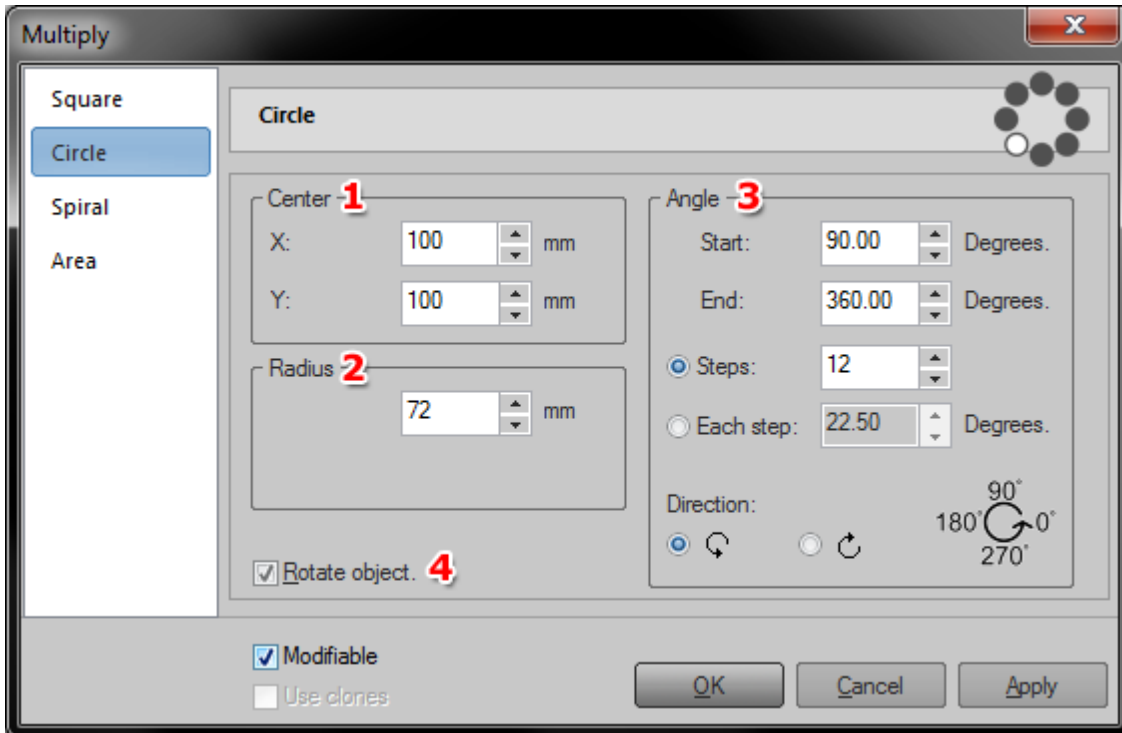 Multiply
Square
Circle
Spiral
Area
Circle
Center 1
X: 100 mm
Y: 100 mm
Radius 2
72 mm
Rotate object. 4
Angle 3
Start: 90.00 Degrees.
End: 360.00 Degrees.
Steps: 12
Each step: 22.50 Degrees.
Direction:
90°
180° 0°
270°
Modifiable
Use clones
OK Cancel Apply